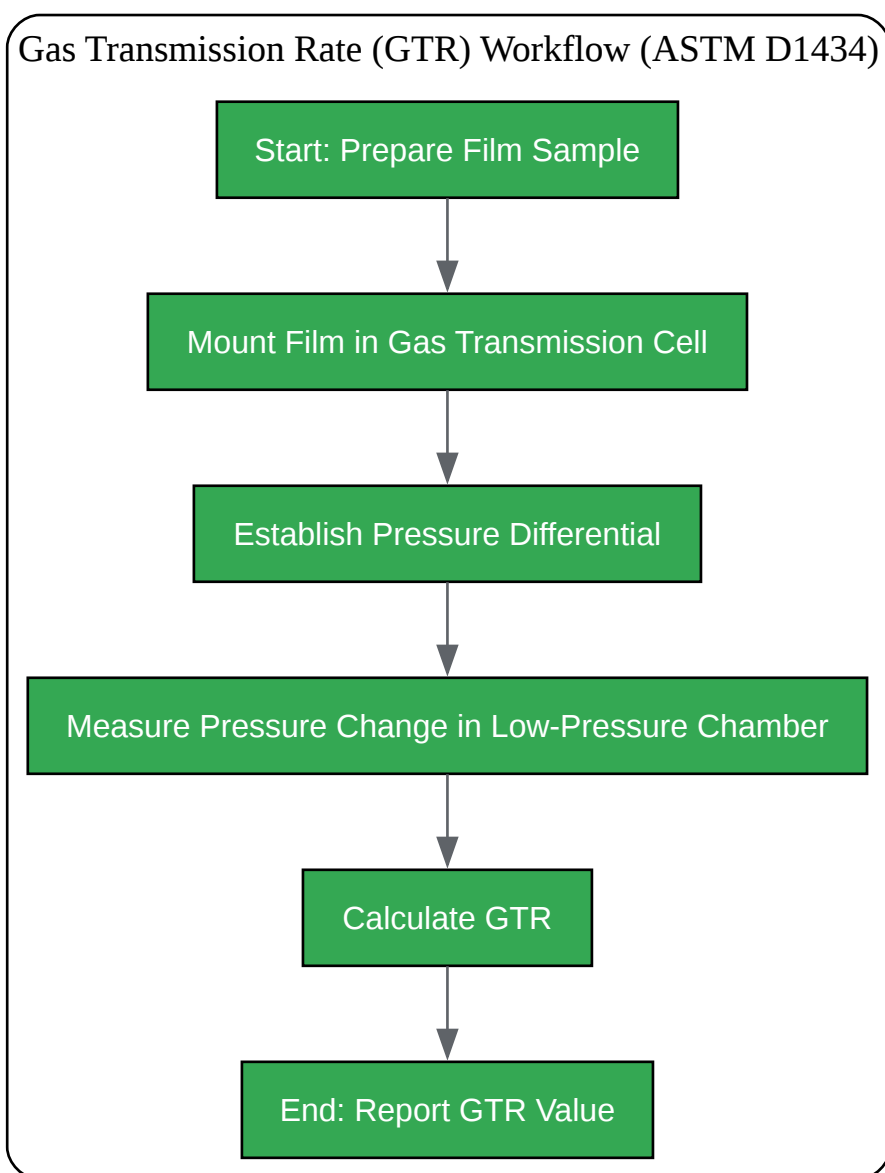 Gas Transmission Rate (GTR) Workflow (ASTM D1434)
Start: Prepare Film Sample
Mount Film in Gas Transmission Cell
Establish Pressure Differential
Measure Pressure Change in Low-Pressure Chamber
Calculate GTR
End: Report GTR Value